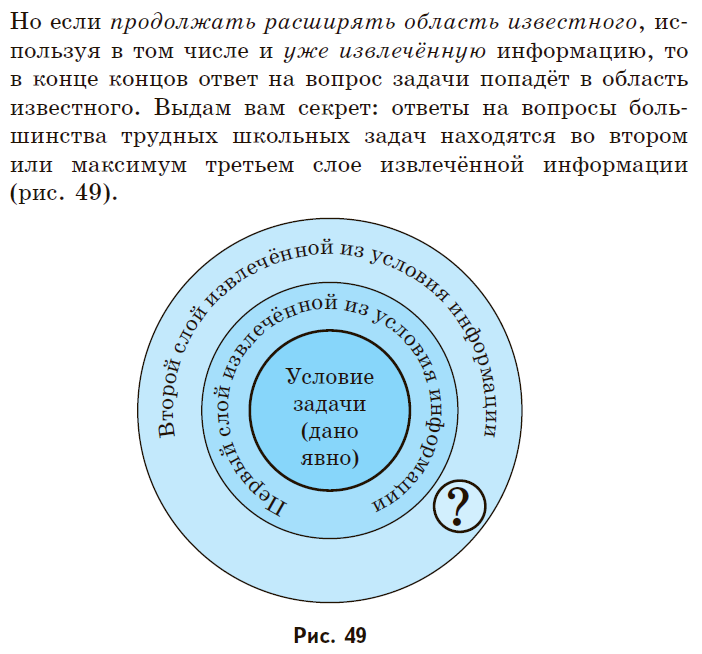 Но если продолжать расширять область известного, ис-
пользуя в том числе и уже извлечённую информацию, то
в конце концов ответ на вопрос задачи попадёт в область
известного. Выдам вам секрет: ответы на вопросы боль-
шинства трудных школьных задач находятся во втором
или максимум третьем слое извлечённой информации
(рис. 49).
Второй слой извлечённой из условия информации
Первый слой извлечённой из условия информации
Условие
задачи
(дано
явно)
?
Рис. 49